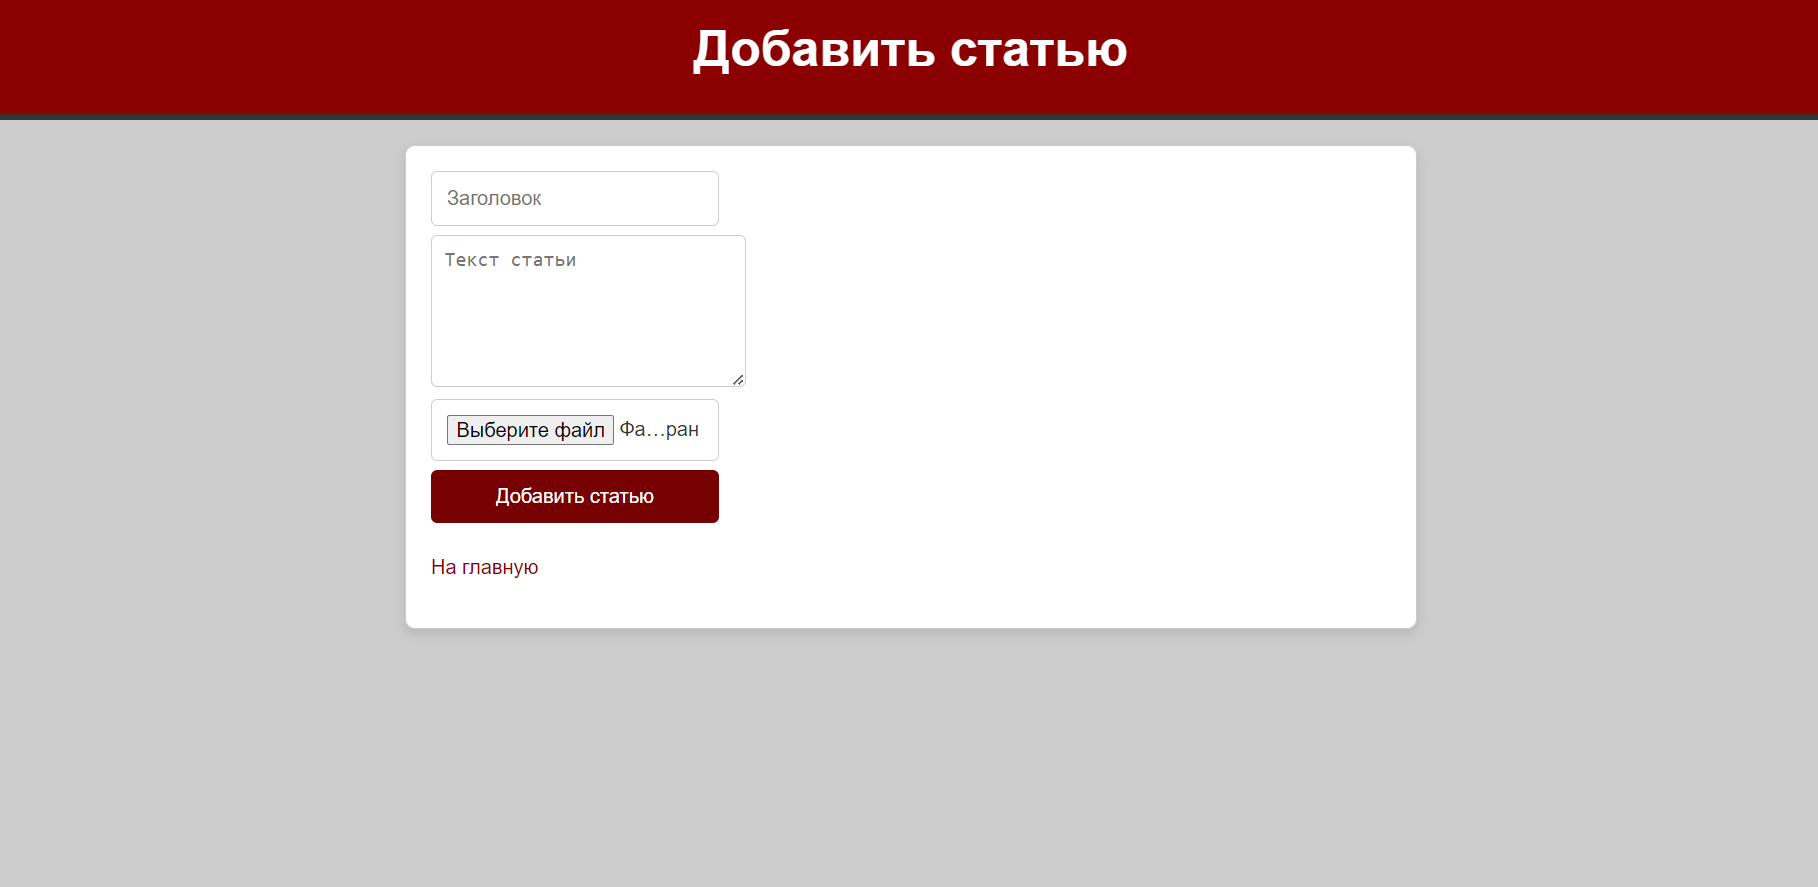 Добавить статью
Заголовок
Текст статьи
Выберите файл Фа...ран
Добавить статью
На главную